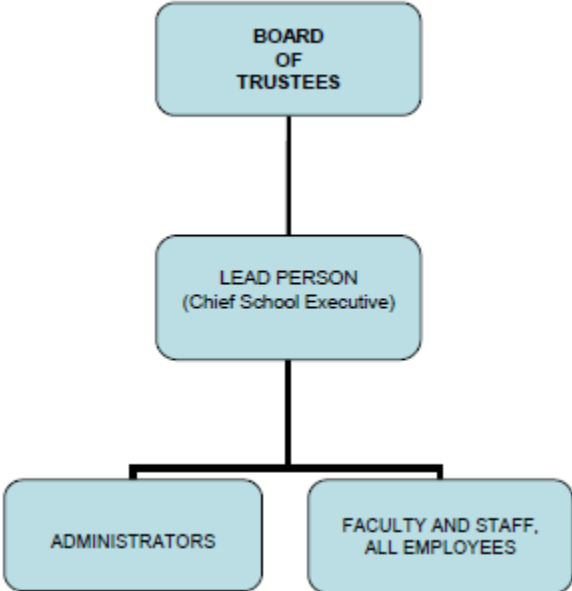 BOARD
OF
TRUSTEES
LEAD PERSON
(Chief School Executive)
ADMINISTRATORS
FACULTY AND STAFF,
ALL EMPLOYEES